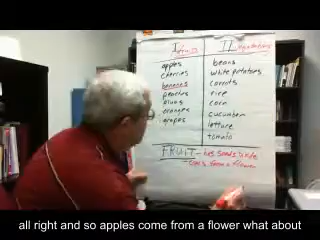 I fruits II vegetables
apples beans
cherries white potatoes
bananas carrots
peaches rice
plums corn
oranges cucumber
grapes lettuce
tomato
FRUIT - has seeds inside
- comes from a flower
all right and so apples come from a flower what about